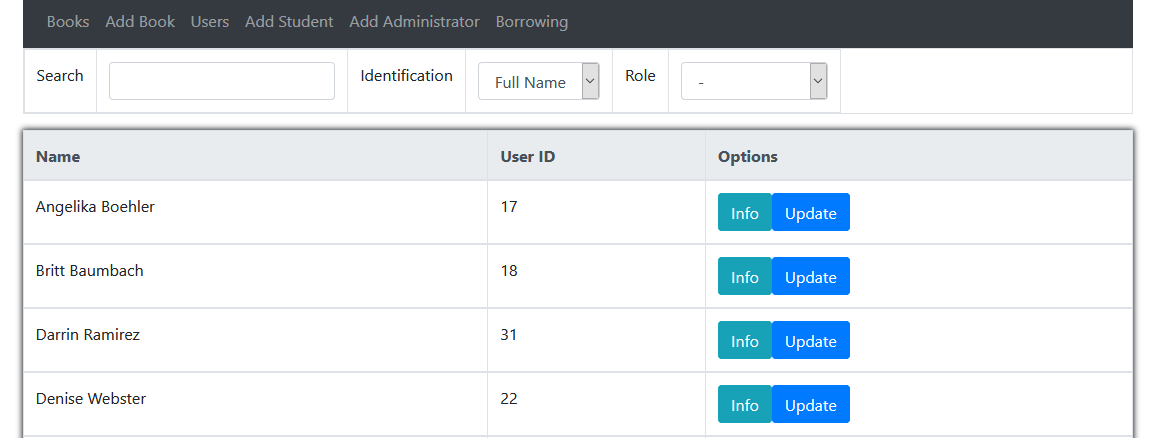 Books Add Book Users Add Student Add Administrator Borrowing
Search Identification Full Name Role -
Name User ID Options
Angelika Boehler 17 Info Update
Britt Baumbach 18 Info Update
Darrin Ramirez 31 Info Update
Denise Webster 22 Info Update